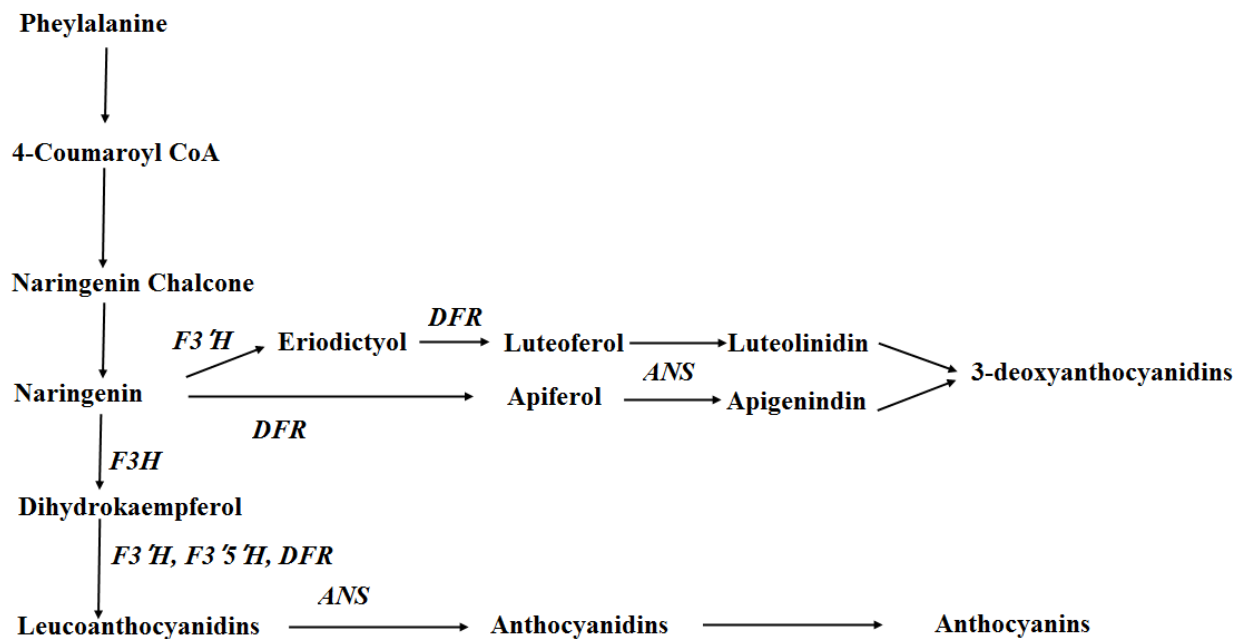 Pheylalanine
4-Coumaroyl CoA
Naringenin Chalcone
F3'H
Eriodictyol
DFR
Luteoferol
Luteolinidin
3-deoxyanthocyanidins
Naringenin
DFR
Apiferol
ANS
Apigenindin
F3H
Dihydrokaempferol
F3'H, F3'5'H, DFR
Leucoanthocyanidins
ANS
Anthocyanidins
Anthocyanins